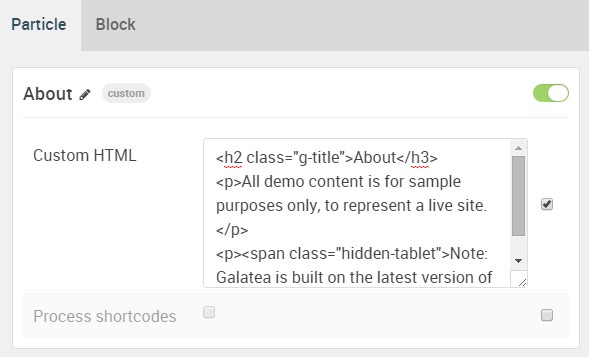 Particle Block
About custom
Custom HTML
<h2 class="g-title">About</h3>
<p>All demo content is for sample
purposes only, to represent a live site.
</p>
<p><span class="hidden-tablet">Note:
Galatea is built on the latest version of
Process shortcodes